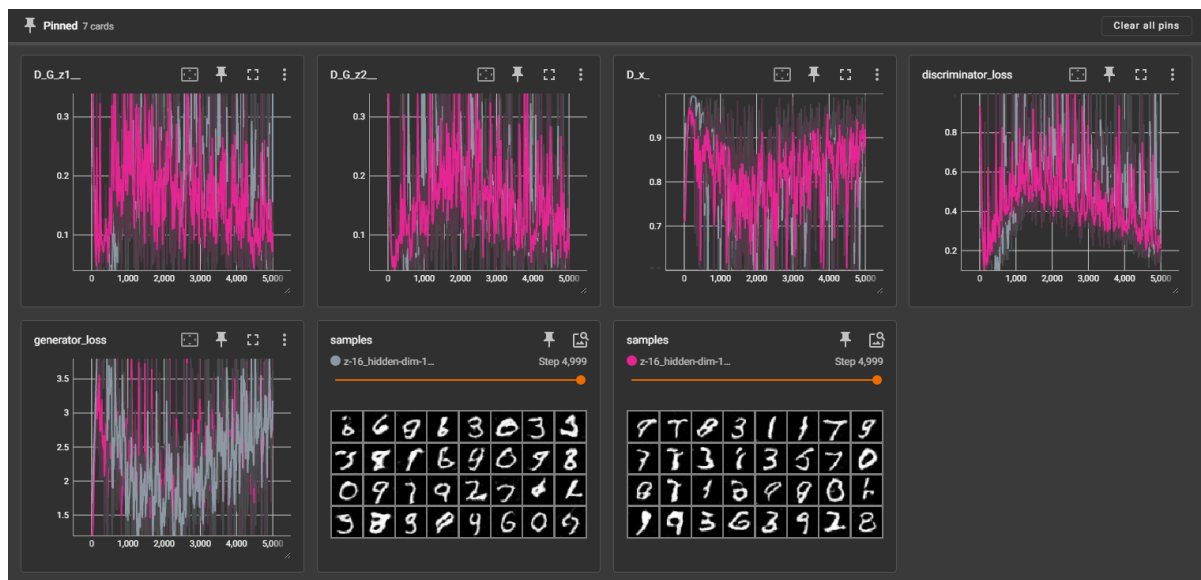 Pinned 7 cards
Clear all pins
D_G_z1__
D_G_z2__
D_x_
discriminator_loss
0.3
0.2
0.1
0 1,000 2,000 3,000 4,000 5,000
0.3
0.2
0.1
0 1,000 2,000 3,000 4,000 5,000
0.9
0.8
0.7
0 1,000 2,000 3,000 4,000 5,000
0.8
0.6
0.4
0.2
0 1,000 2,000 3,000 4,000 5,000
generator_loss
3.5
3
2.5
2
1.5
0 1,000 2,000 3,000 4,000 5,000
samples
z-16_hidden-dim-1... Step 4,999
samples
z-16_hidden-dim-1... Step 4,999